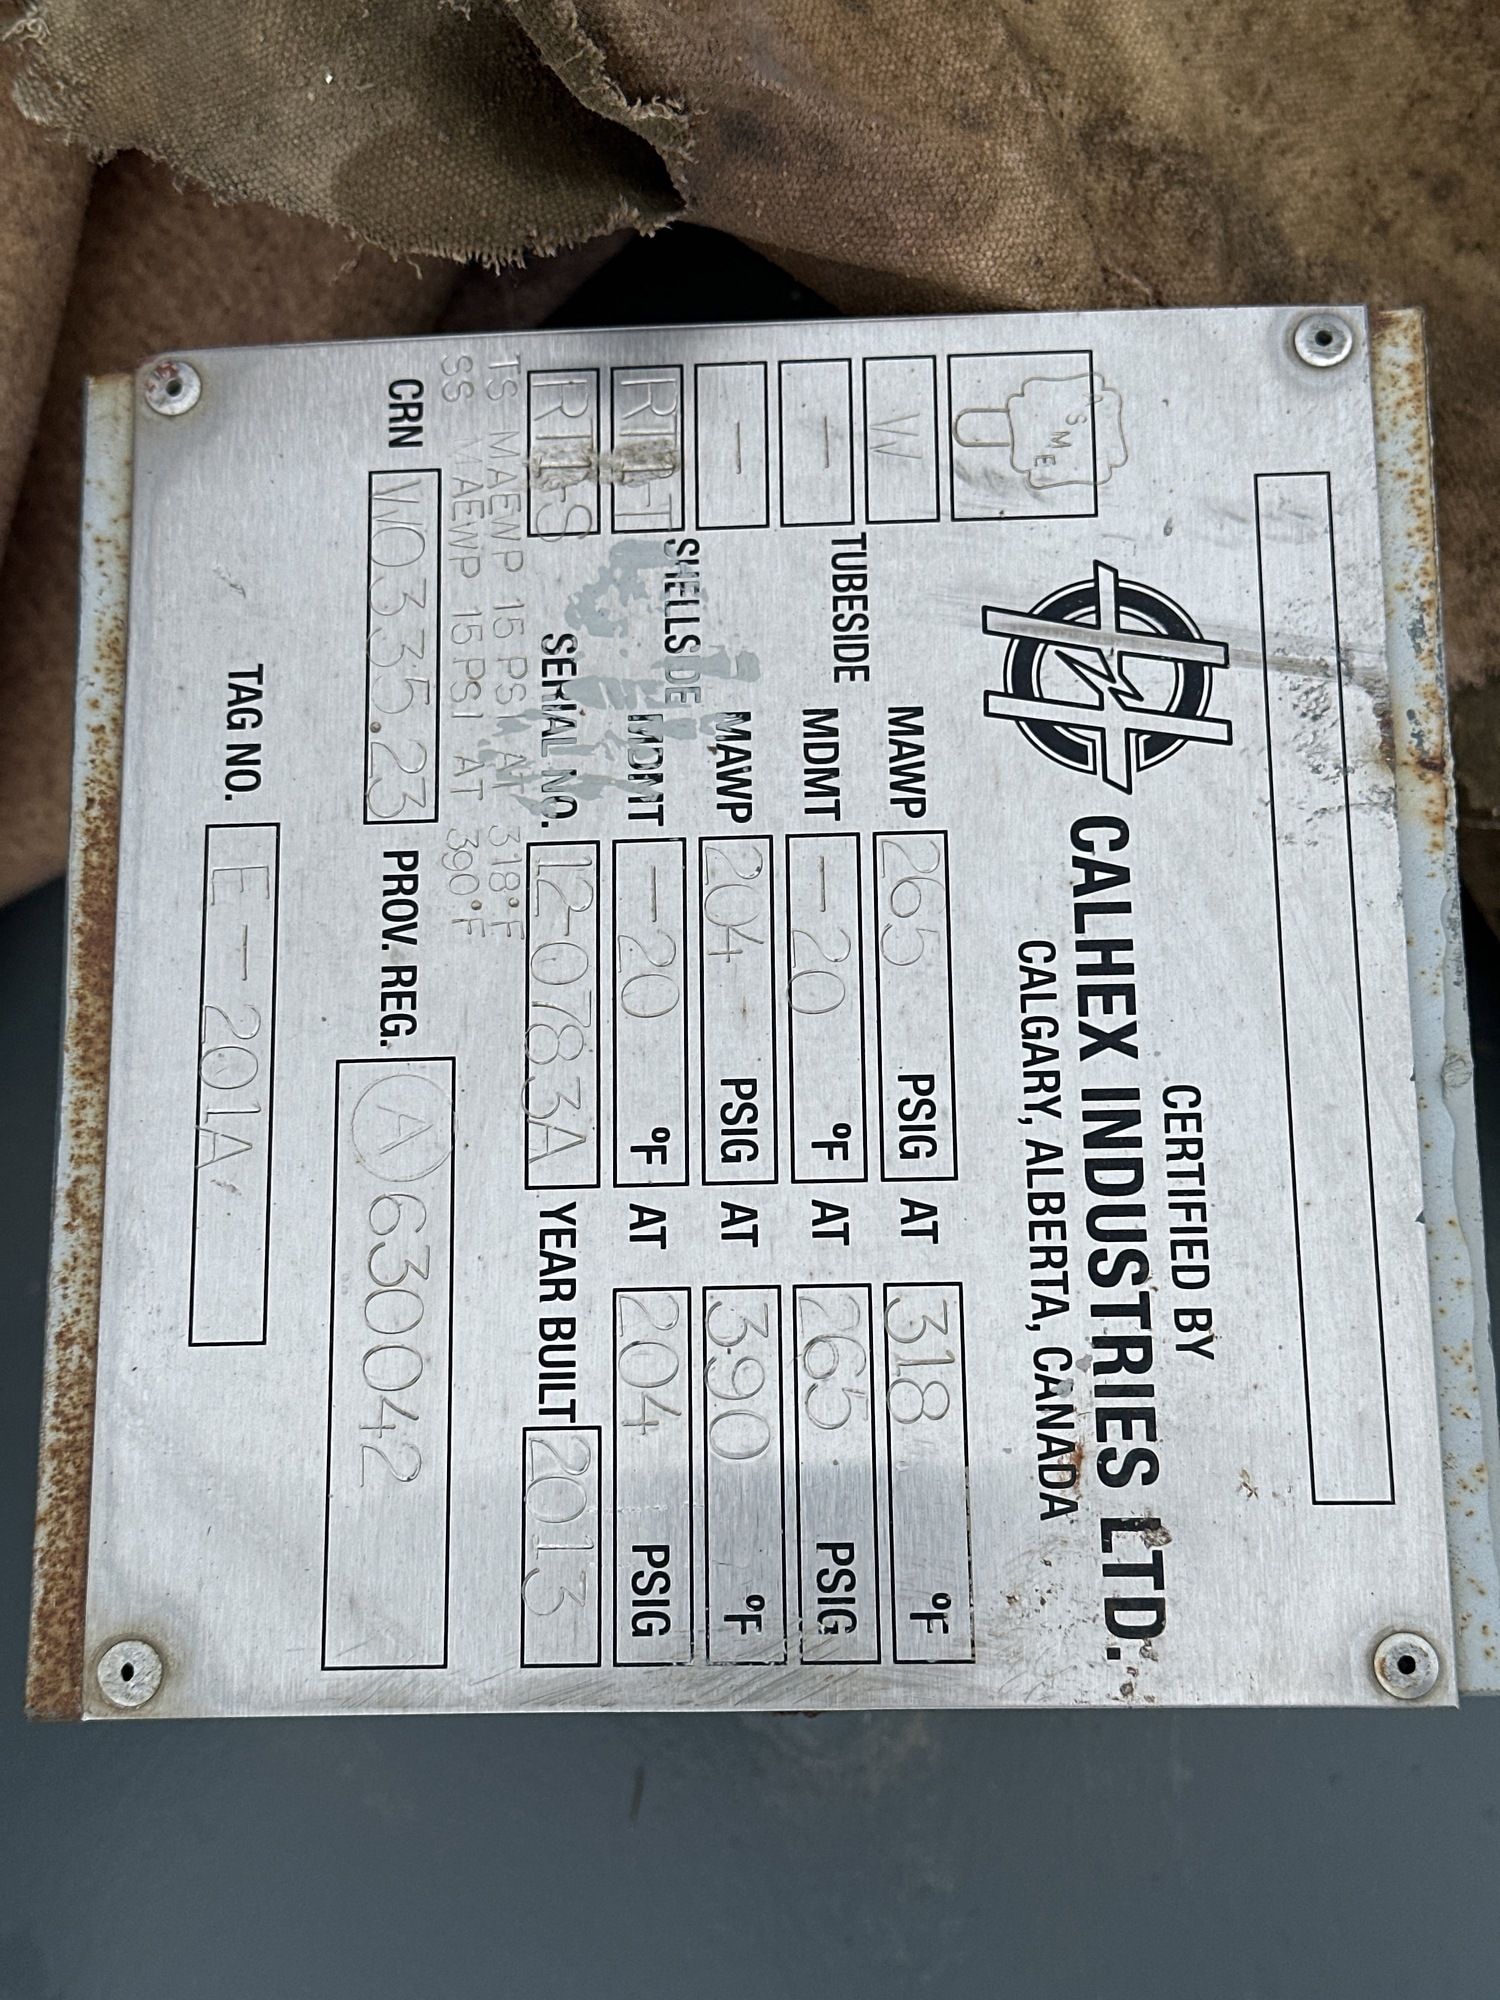 CERTIFIED BY
CALHEX INDUSTRIES LTD.
CALGARY, ALBERTA, CANADA
ASME
W
TUBESIDE
MAWP 265 PSIG AT 318 °F
- MDMT -20 °F AT 265 PSIG
SHELLSIDE
- MAWP 204 PSIG AT 390 °F
RT1-T MDMT -20 °F AT 204 PSIG
RT1-S SERIAL NO. 12-0783A YEAR BUILT 2013
TS MAEWP 15 PSI AT 318°F
SS MAEWP 15 PSI AT 390°F
CRN W0335.23 PROV. REG. A 630042
TAG NO. E-201A